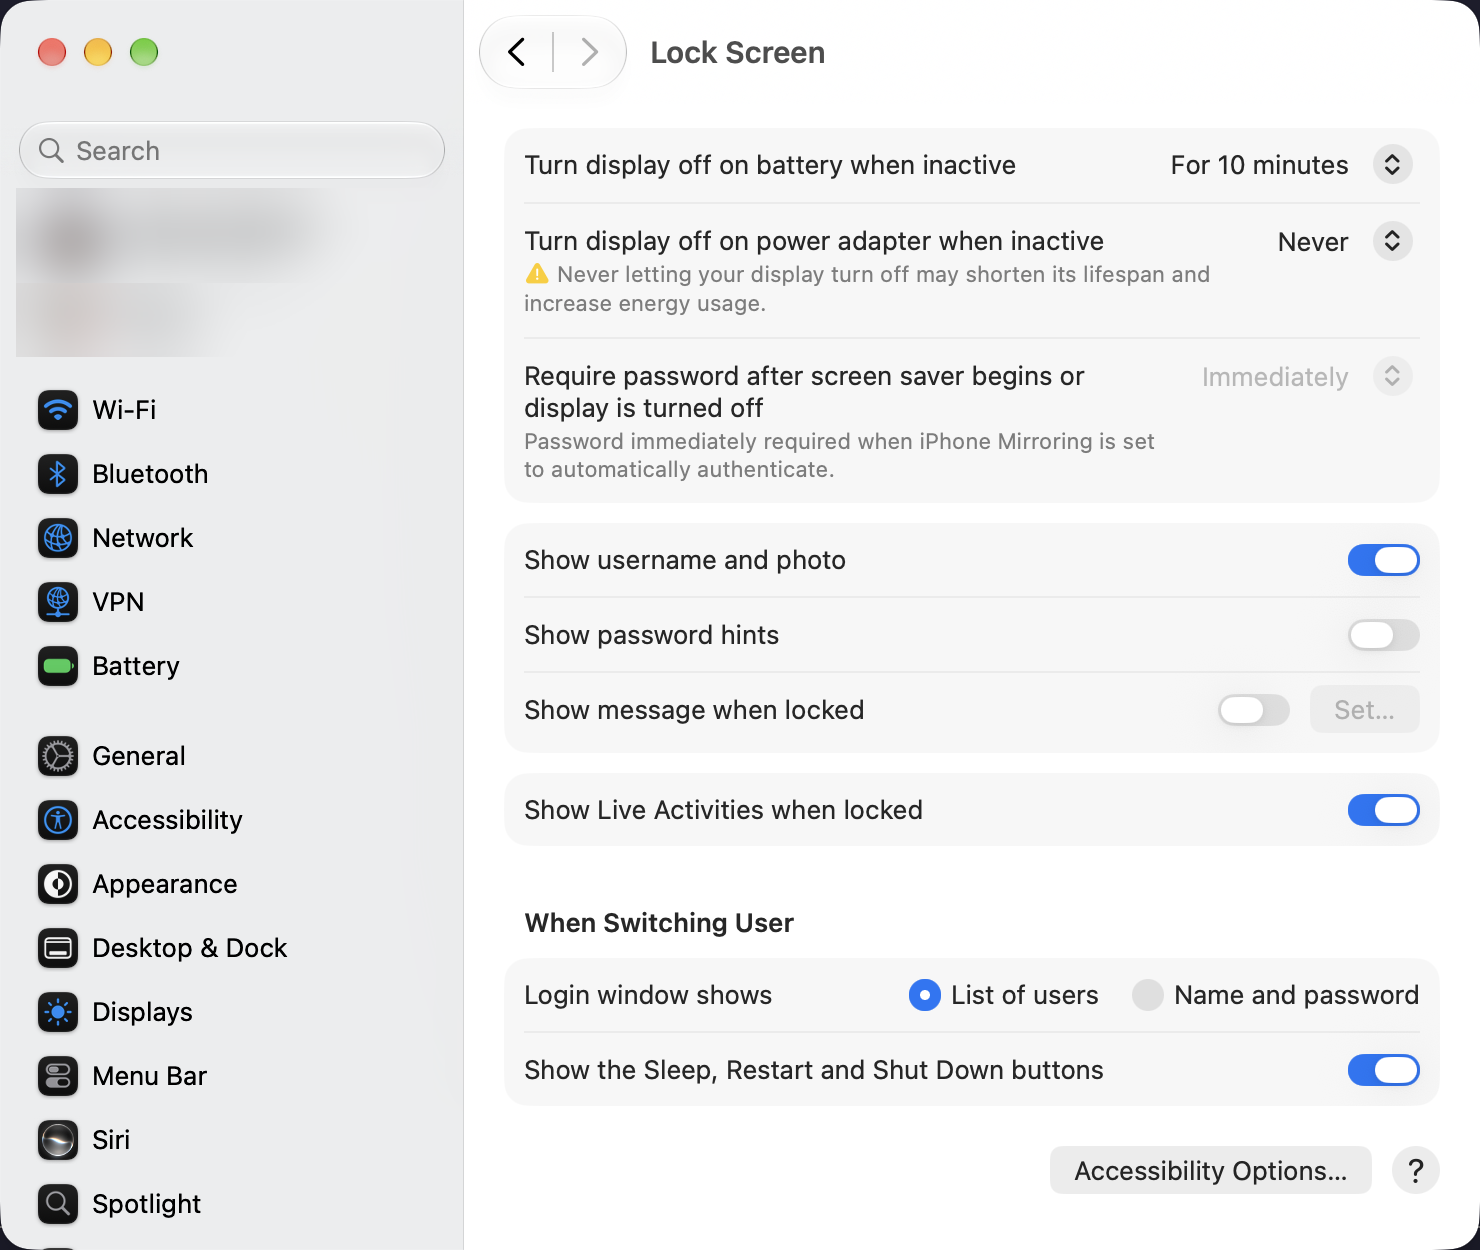 Search
Wi-Fi
Bluetooth
Network
VPN
Battery
General
Accessibility
Appearance
Desktop & Dock
Displays
Menu Bar
Siri
Spotlight
Lock Screen
Turn display off on battery when inactive For 10 minutes
Turn display off on power adapter when inactive Never
Never letting your display turn off may shorten its lifespan and
increase energy usage.
Require password after screen saver begins or Immediately
display is turned off
Password immediately required when iPhone Mirroring is set
to automatically authenticate.
Show username and photo
Show password hints
Show message when locked Set...
Show Live Activities when locked
When Switching User
Login window shows List of users Name and password
Show the Sleep, Restart and Shut Down buttons
Accessibility Options... ?